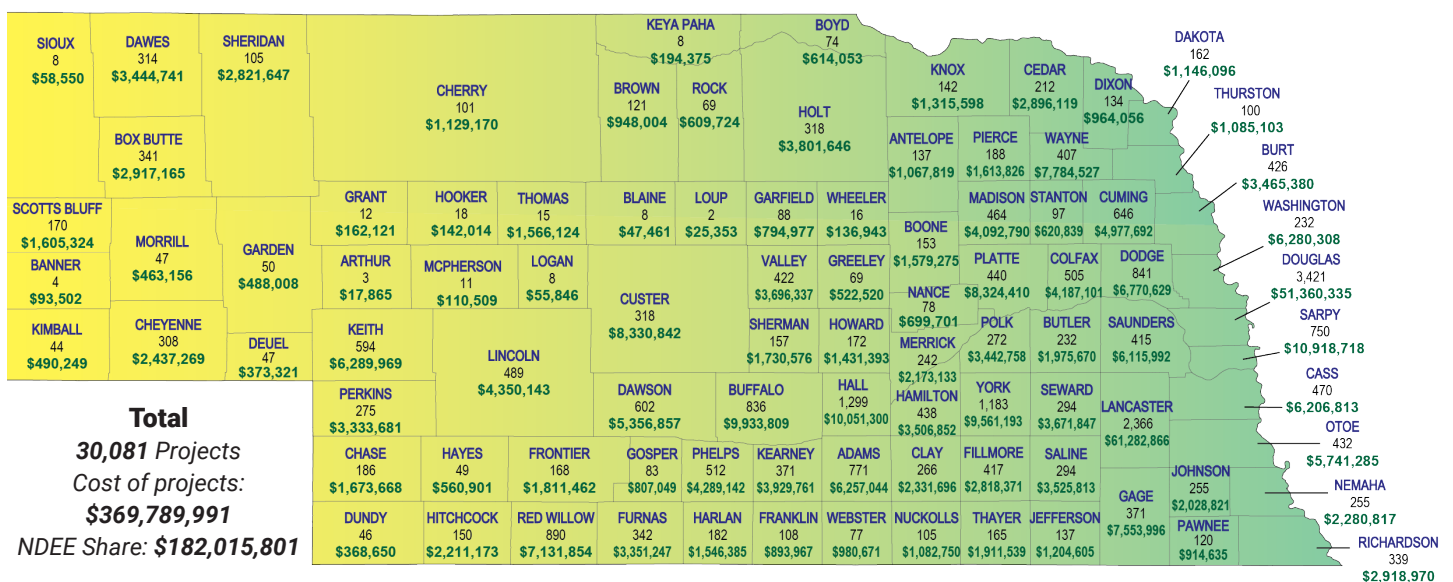 SIOUX
8
$58,550
DAWES
314
$3,444,741
SHERIDAN
105
$2,821,647
BOX BUTTE
341
$2,917,165
CHERRY
101
$1,129,170
KEYA PAHA
8
$194,375
BOYD
74
$614,053
BROWN
121
$948,004
ROCK
69
$609,724
HOLT
318
$3,801,646
KNOX
142
$1,315,598
CEDAR
212
$2,896,119
DIXON
134
$964,056
DAKOTA
162
$1,146,096
THURSTON
100
$1,085,103
ANTELOPE
137
$1,067,819
PIERCE
188
$1,613,826
WAYNE
407
$7,784,527
BURT
426
$3,465,380
SCOTTS BLUFF
170
$1,605,324
BANNER
4
$93,502
KIMBALL
44
$490,249
MORRILL
47
$463,156
CHEYENNE
308
$2,437,269
GARDEN
50
$488,008
DEUEL
47
$373,321
GRANT
12
$162,121
HOOKER
18
$142,014
THOMAS
15
$1,566,124
BLAINE
8
$47,461
LOUP
2
$25,353
GARFIELD
88
$794,977
WHEELER
16
$136,943
BOONE
153
$1,579,275
MADISON
464
$4,092,790
STANTON
97
$620,839
CUMING
646
$4,977,692
WASHINGTON
232
$6,280,308
ARTHUR
3
$17,865
MCPHERSON
11
$110,509
LOGAN
8
$55,846
CUSTER
318
$8,330,842
VALLEY
422
$3,696,337
GREELEY
69
$522,520
NANCE
78
$699,701
PLATTE
440
$8,324,410
COLFAX
505
$4,187,101
DODGE
841
$6,770,629
DOUGLAS
3,421
$51,360,335
KEITH
594
$6,289,969
LINCOLN
489
$4,350,143
SHERMAN
157
$1,730,576
HOWARD
172
$1,431,393
MERRICK
242
$2,173,133
POLK
272
$3,442,758
BUTLER
232
$1,975,670
SAUNDERS
415
$6,115,992
SARPY
750
$10,918,718
PERKINS
275
$3,333,681
DAWSON
602
$5,356,857
BUFFALO
836
$9,933,809
HALL
1,299
$10,051,300
HAMILTON
438
$3,506,852
YORK
1,183
$9,561,193
SEWARD
294
$3,671,847
LANCASTER
2,366
$61,282,866
CASS
470
$6,206,813
OTOE
432
$5,741,285
CHASE
186
$1,673,668
HAYES
49
$560,901
FRONTIER
168
$1,811,462
GOSPER
83
$807,049
PHELPS
512
$4,289,142
KEARNEY
371
$3,929,761
ADAMS
771
$6,257,044
CLAY
266
$2,331,696
FILLMORE
417
$2,818,371
SALINE
294
$3,525,813
GAGE
371
$7,553,996
JOHNSON
255
$2,028,821
NEMAHA
255
$2,280,817
DUNDY
46
$368,650
HITCHCOCK
150
$2,211,173
RED WILLOW
890
$7,131,854
FURNAS
342
$3,351,247
HARLAN
182
$1,546,385
FRANKLIN
108
$893,967
WEBSTER
77
$980,671
NUCKOLLS
105
$1,082,750
THAYER
165
$1,911,539
JEFFERSON
137
$1,204,605
PAWNEE
120
$914,635
RICHARDSON
339
$2,918,970
Total
30,081 Projects
Cost of projects:
$369,789,991
NDEE Share: $182,015,801